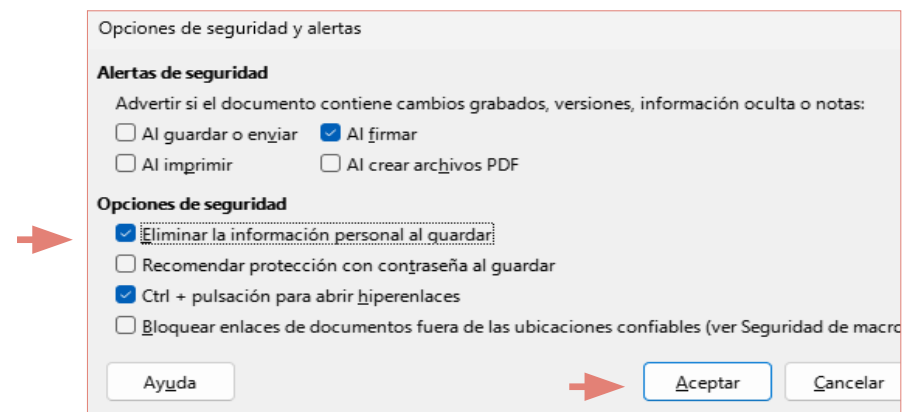 Opciones de seguridad y alertas
Alertas de seguridad
Advertir si el documento contiene cambios grabados, versiones, información oculta o notas:
Al guardar o enviar Al firmar
Al imprimir Al crear archivos PDF
Opciones de seguridad
Eliminar la información personal al guardar
Recomendar protección con contraseña al guardar
Ctrl + pulsación para abrir hiperenlaces
Bloquear enlaces de documentos fuera de las ubicaciones confiables (ver Seguridad de macro
Ayuda Aceptar Cancelar